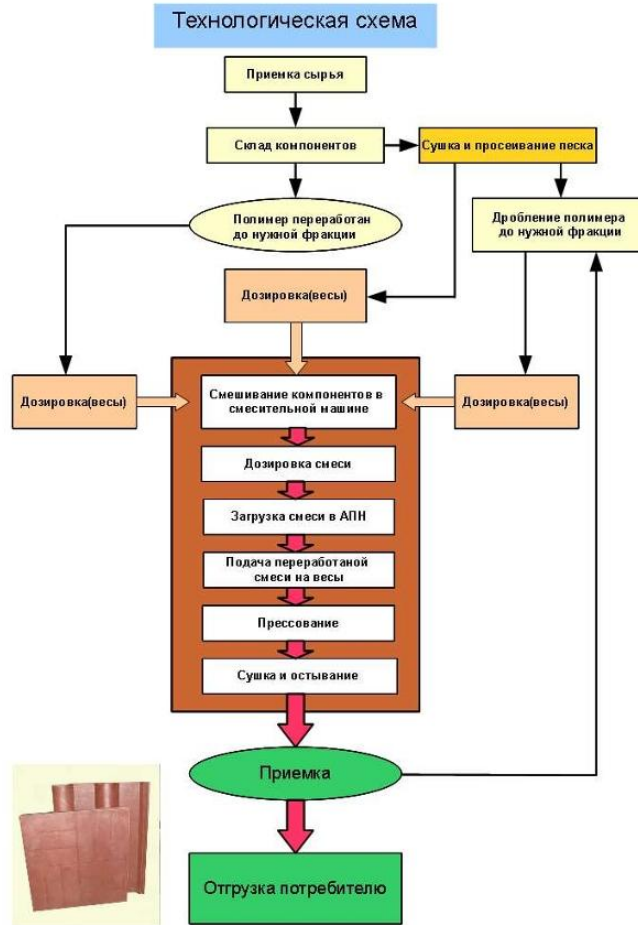 Технологическая схема
Приемка сырья
Склад компонентов
Сушка и просеивание песка
Полимер переработан
до нужной фракции
Дробление полимера
до нужной фракции
Дозировка(весы)
Дозировка(весы)
Смешивание компонентов в
смесительной машине
Дозировка(весы)
Дозировка смеси
Загрузка смеси в АПН
Подача переработаной
смеси на весы
Прессование
Сушка и остывание
Приемка
Отгрузка потребителю